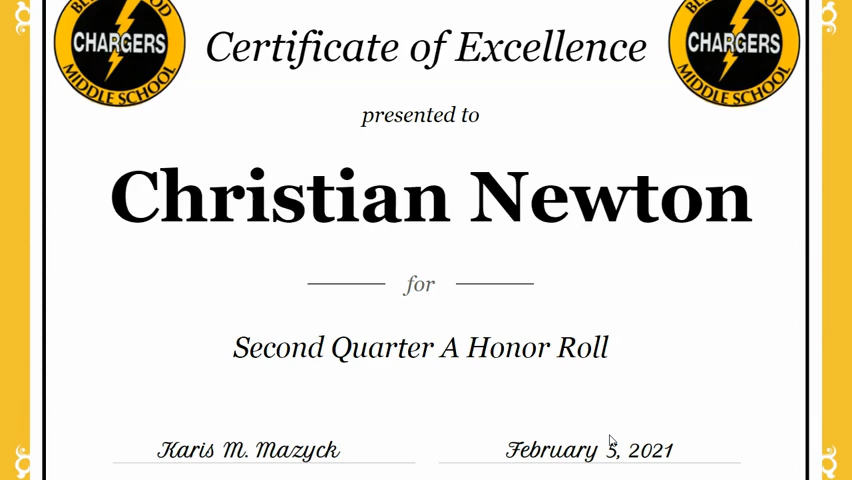 CHARGERS
MIDDLE SCHOOL
Certificate of Excellence
CHARGERS
MIDDLE SCHOOL
presented to
Christian Newton
for
Second Quarter A Honor Roll
Karis M. Mazyck
February 5, 2021